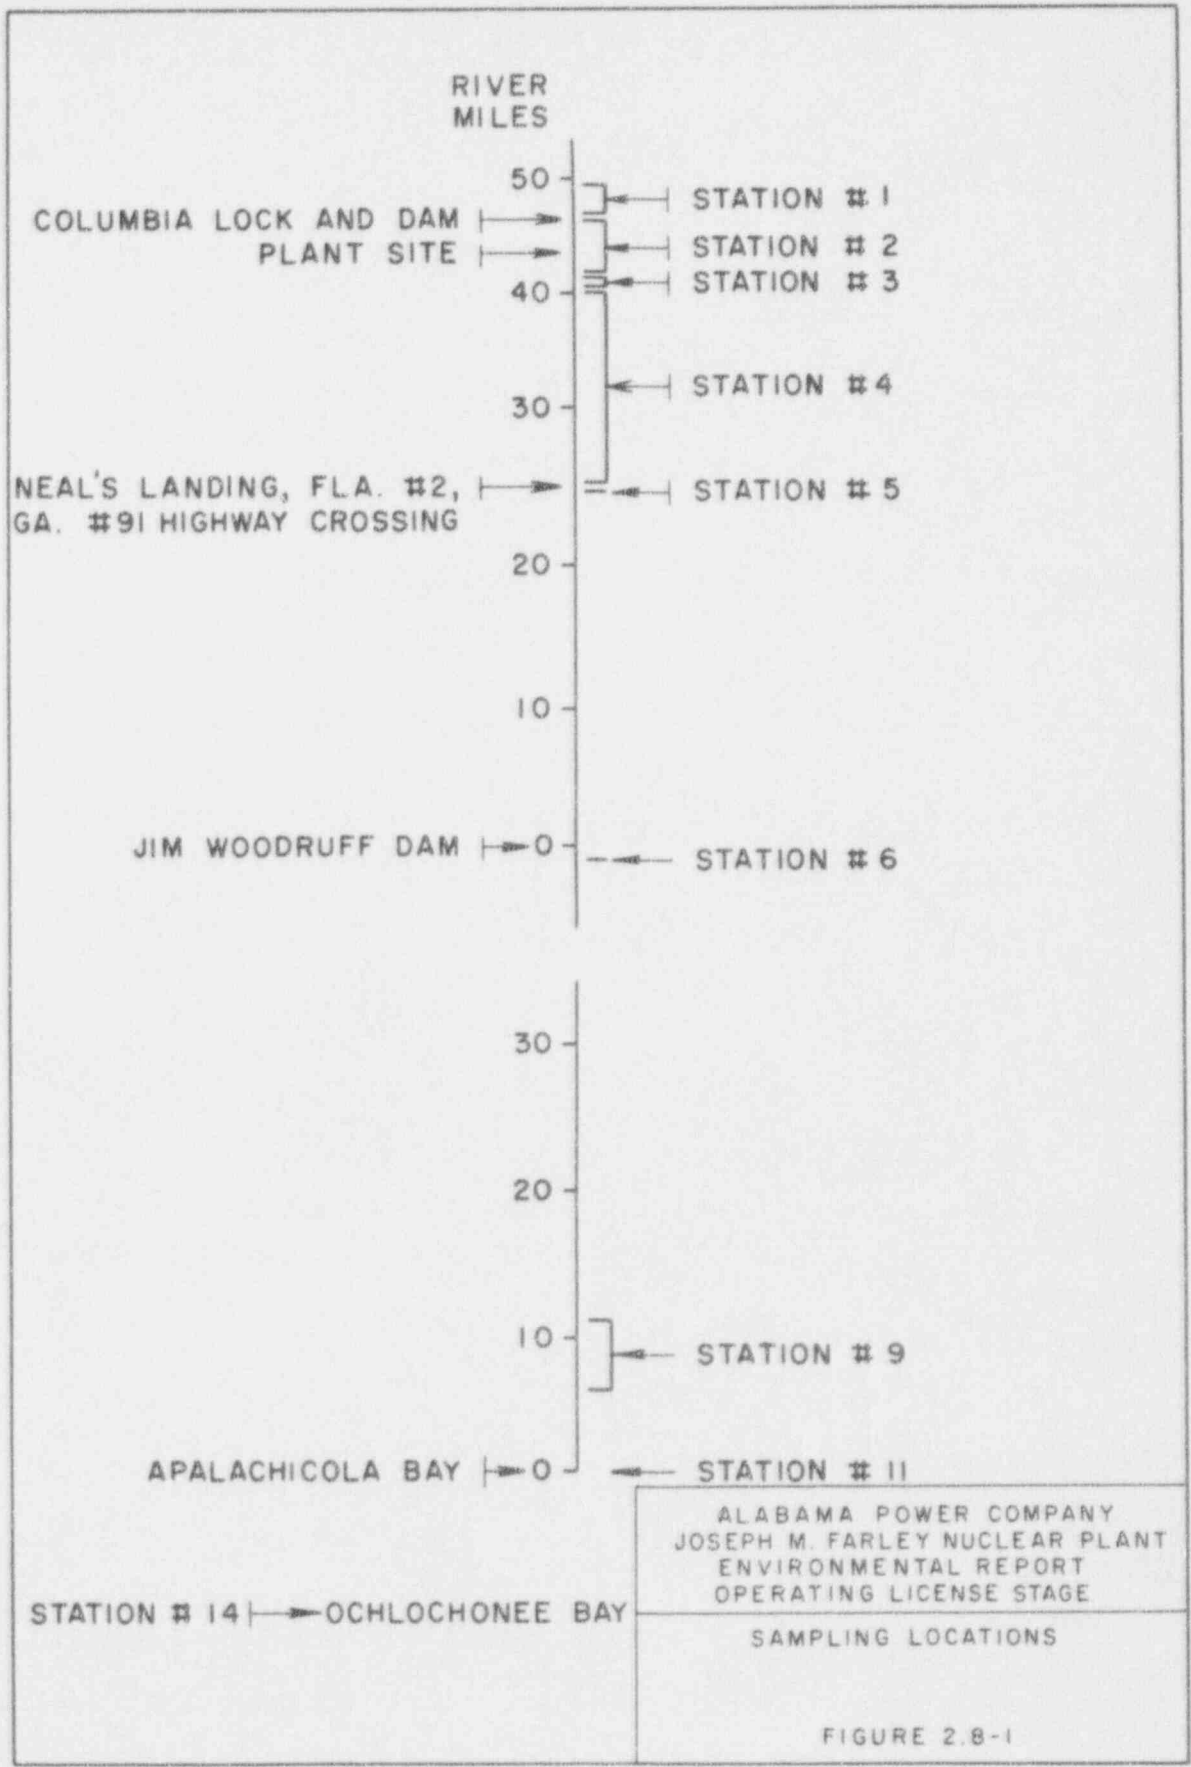 RIVER
MILES
50
STATION # 1
COLUMBIA LOCK AND DAM
STATION # 2
PLANT SITE
STATION # 3
40
STATION # 4
30
NEAL'S LANDING, FLA. #2,
GA. #91 HIGHWAY CROSSING
STATION # 5
20
10
JIM WOODRUFF DAM
0
STATION # 6
30
20
10
STATION # 9
APALACHICOLA BAY
0
STATION # 11
ALABAMA POWER COMPANY
JOSEPH M. FARLEY NUCLEAR PLANT
ENVIRONMENTAL REPORT
OPERATING LICENSE STAGE
STATION # 14
OCHLOCHONEE BAY
SAMPLING LOCATIONS
FIGURE 2.8-1